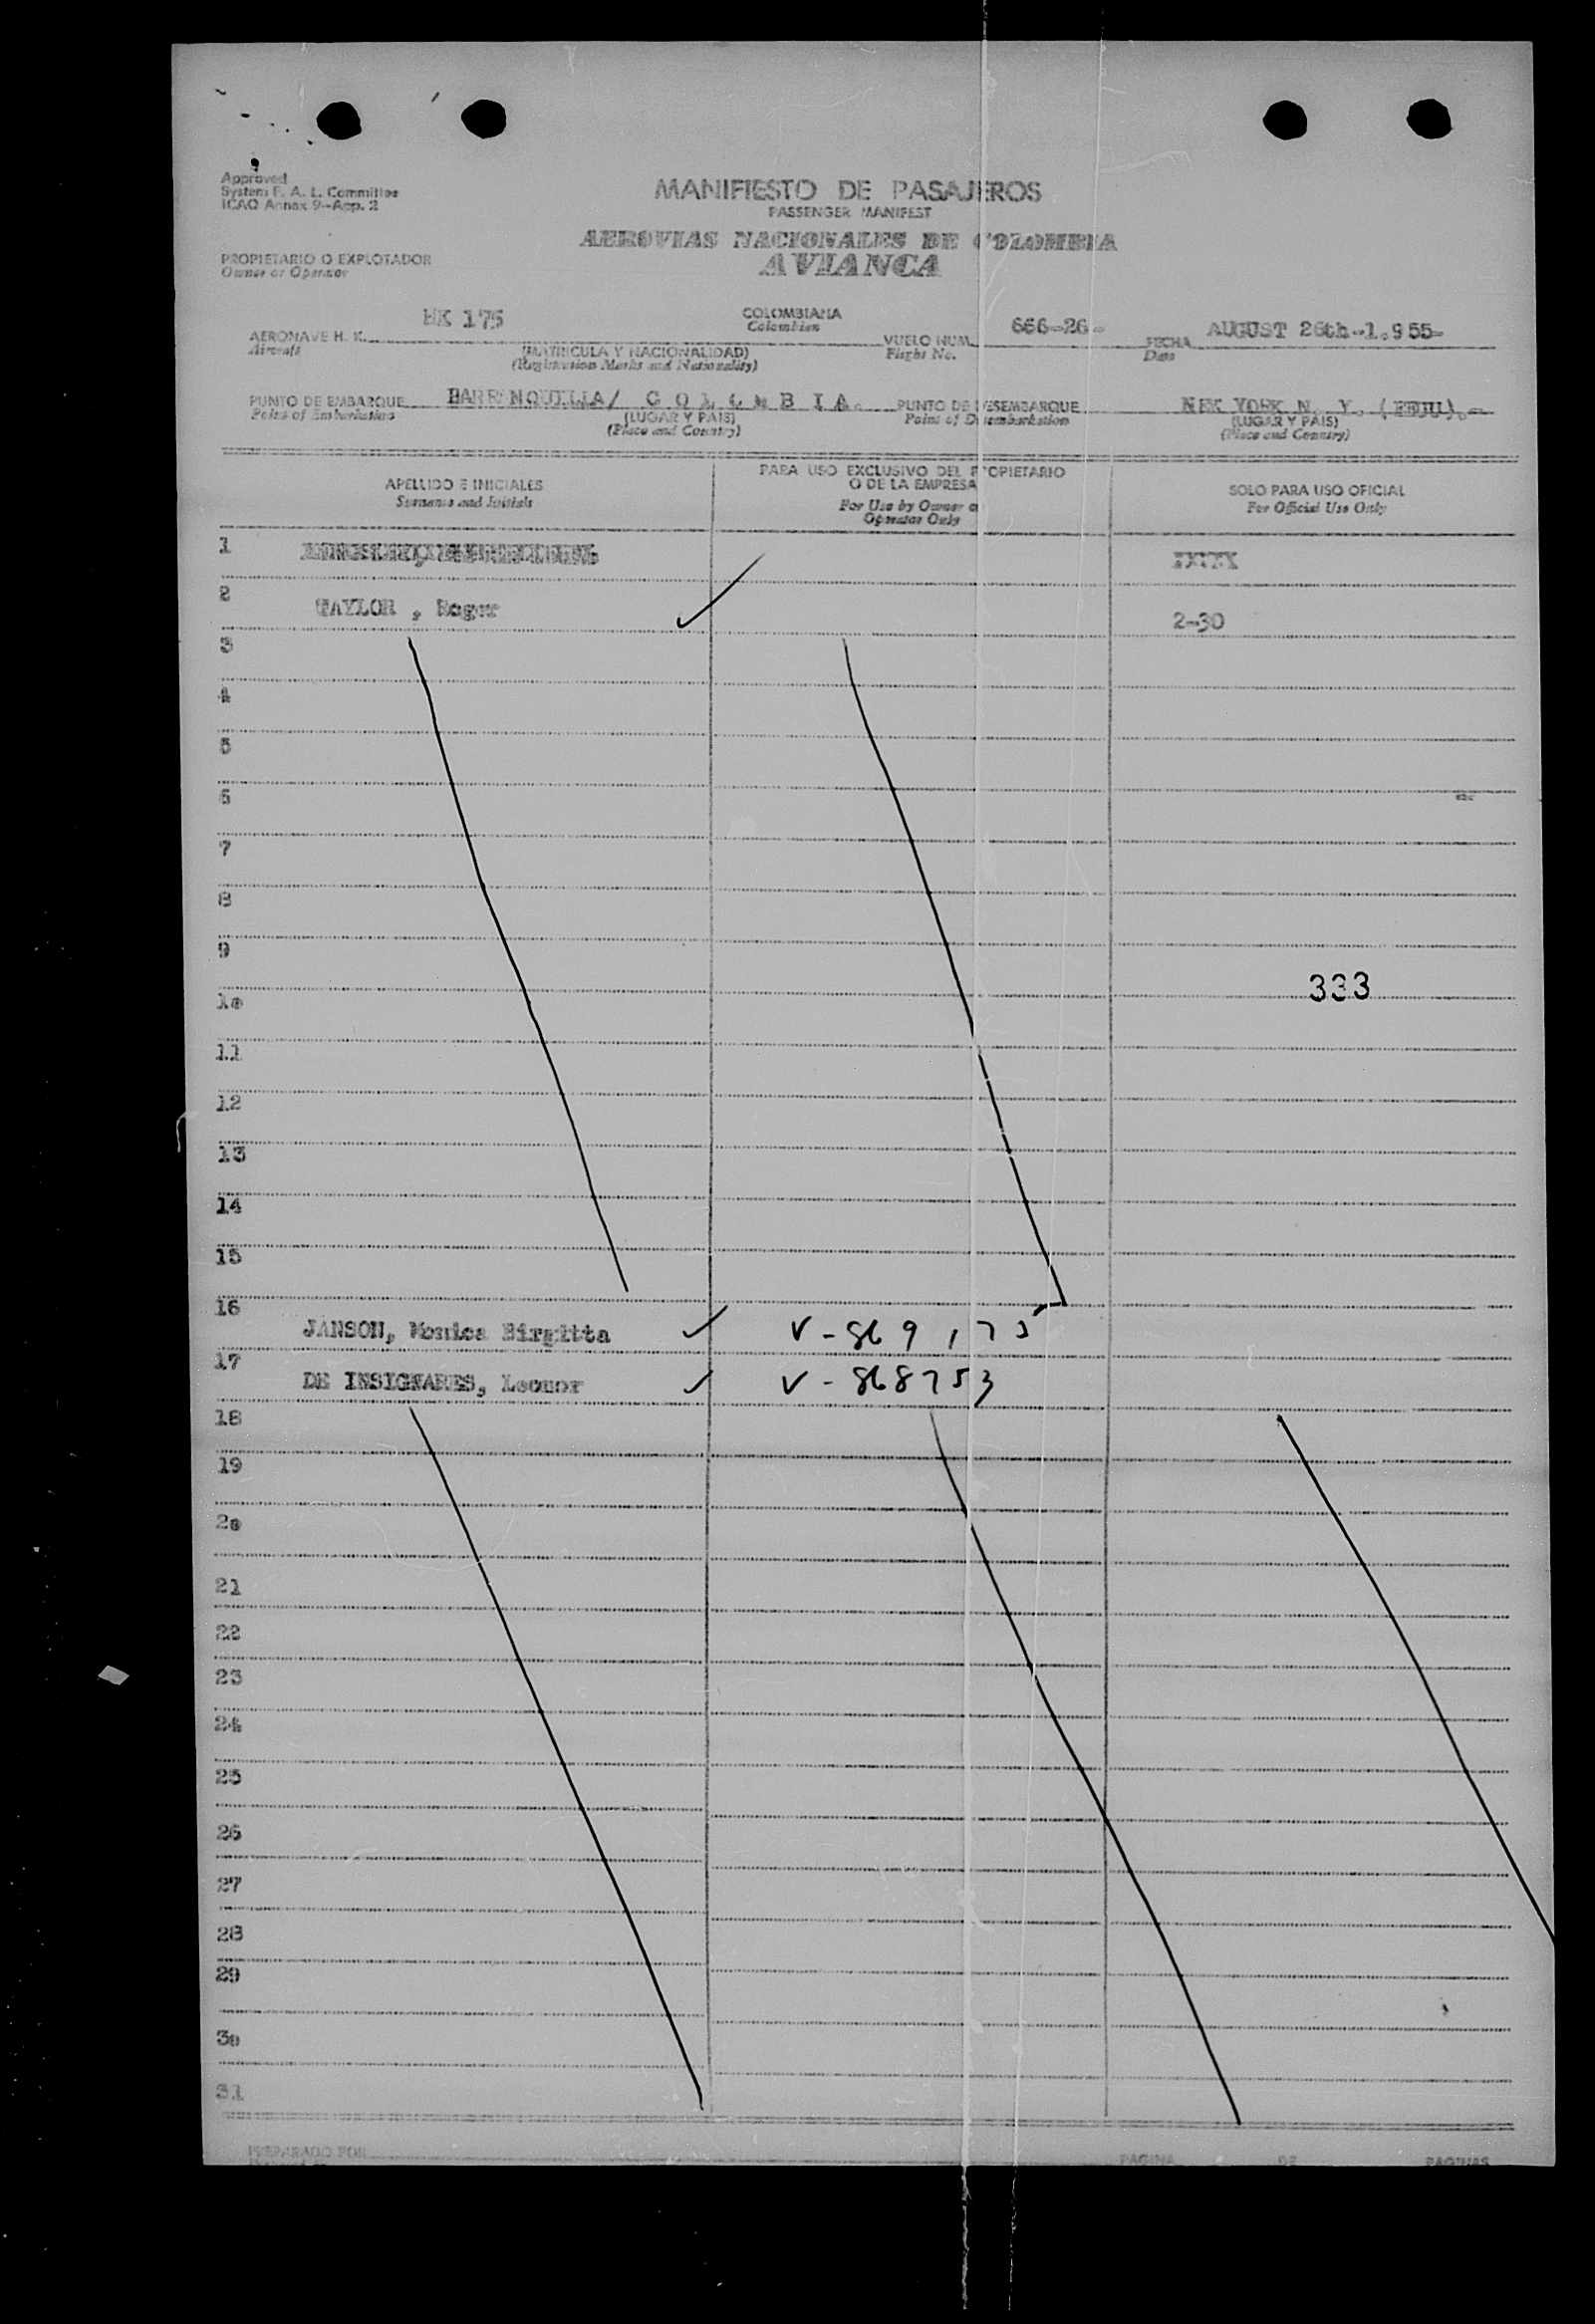 Approved
System F. A. L. Committee
ICAO Annex 9-App. 2
MANIFIESTO DE PASAJEROS
PASSENGER MANIFEST
AEROVIAS NACIONALES DE COLOMBIA
AVIANCA
PROPIETARIO O EXPLOTADOR
Owner or Operator
AERONAVE H. K. HK 175 COLOMBIANA VUELO NUM. 666-26- FECHA AUGUST 26th-1.955-
Aircraft Colombian Flight No. Date
(MATRICULA Y NACIONALIDAD)
(Registration Marks and Nationality)
PUNTO DE EMBARQUE BARRANQUILLA/ C O L O M B I A. PUNTO DE DESEMBARQUE NEW YORK N. Y. (EEUU).-
Point of Embarkation (LUGAR Y PAIS) Point of Disembarkation (LUGAR Y PAIS)
(Place and Country) (Place and Country)
APELLIDO E INICIALES
Surname and Initials
PARA USO EXCLUSIVO DEL PROPIETARIO
O DE LA EMPRESA
For Use by Owner or
Operator Only
SOLO PARA USO OFICIAL
For Official Use Only
1
2 TAYLOR , Roger 2-30
3
4
5
6
7
8
9
333
10
11
12
13
14
15
16 JANSON, Monica Birgitta V-869175
17 DE INSIGNARES, Leonor V-868753
18
19
20
21
22
23
24
25
26
27
28
29
30
31
PREPARADO POR PAGINA DE PAGINAS